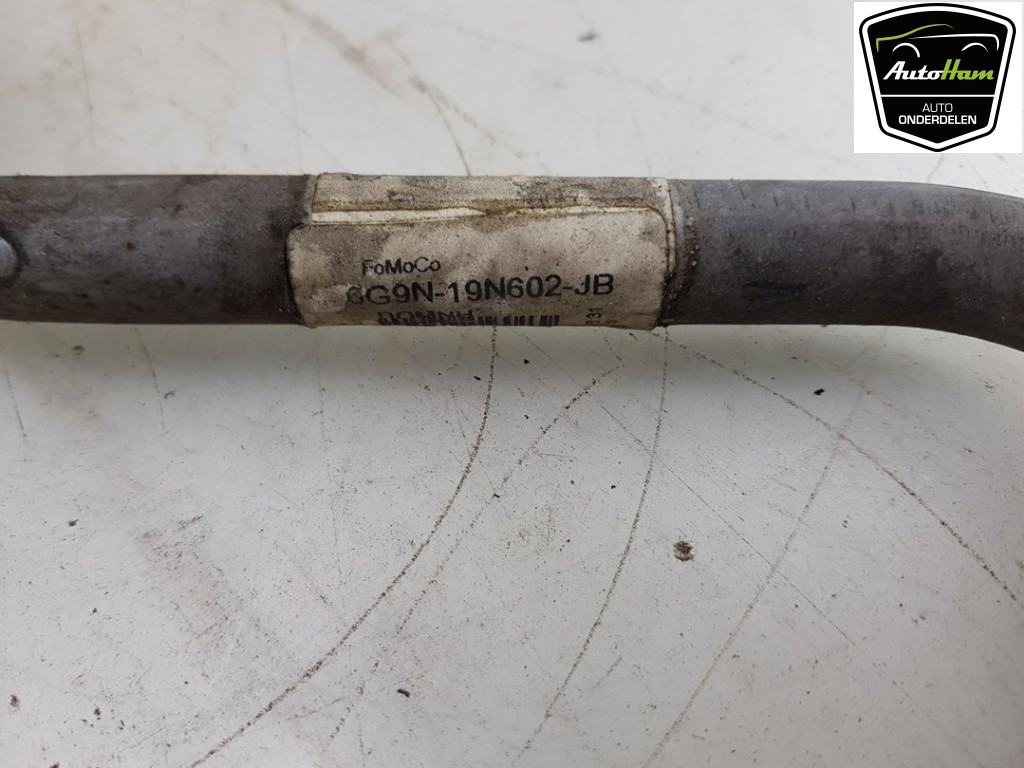 AutoHam
AUTO
ONDERDELEN
FoMoCo
6G9N-19N602-JB